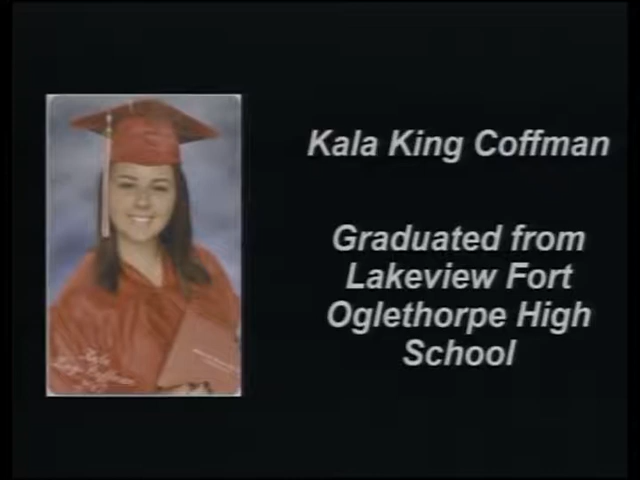 Kala King Coffman
Graduated from
Lakeview Fort
Oglethorpe High
School